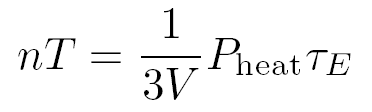 nT = \frac{1}{3V} P_{\text{heat}} \tau_E